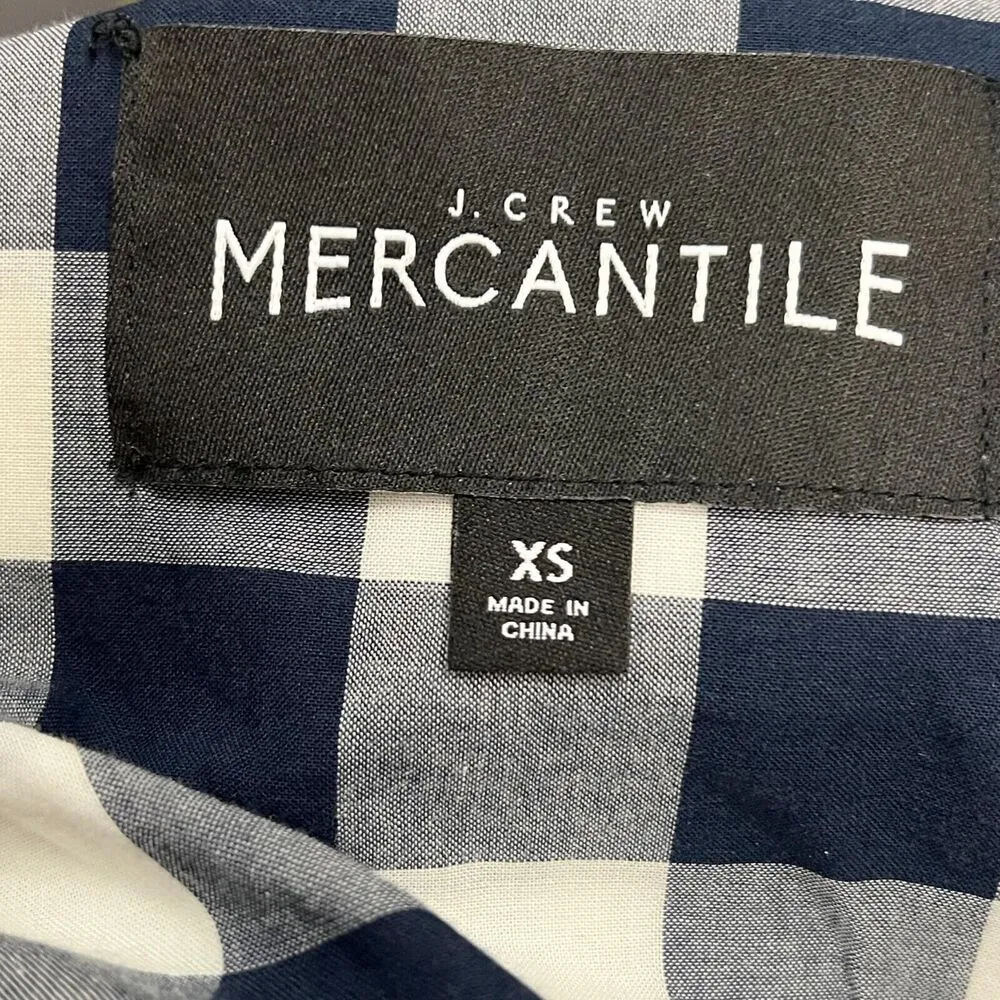 J. CREW
MERCANTILE
XS
MADE IN
CHINA